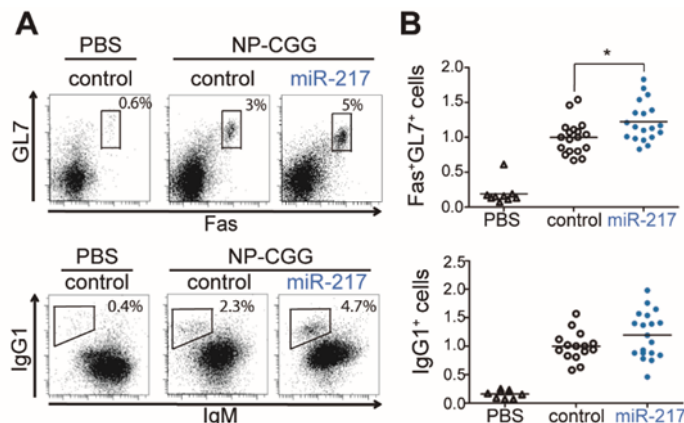 A
PBS
NP-CGG
control
control
miR-217
0.6%
3%
5%
GL7
Fas
PBS
NP-CGG
control
control
miR-217
0.4%
2.3%
4.7%
IgG1
IgM
B
*
Fas+GL7+ cells
2.0
1.5
1.0
0.5
0.0
PBS
control
miR-217
IgG1+ cells
2.5
2.0
1.5
1.0
0.5
0.0
PBS
control
miR-217